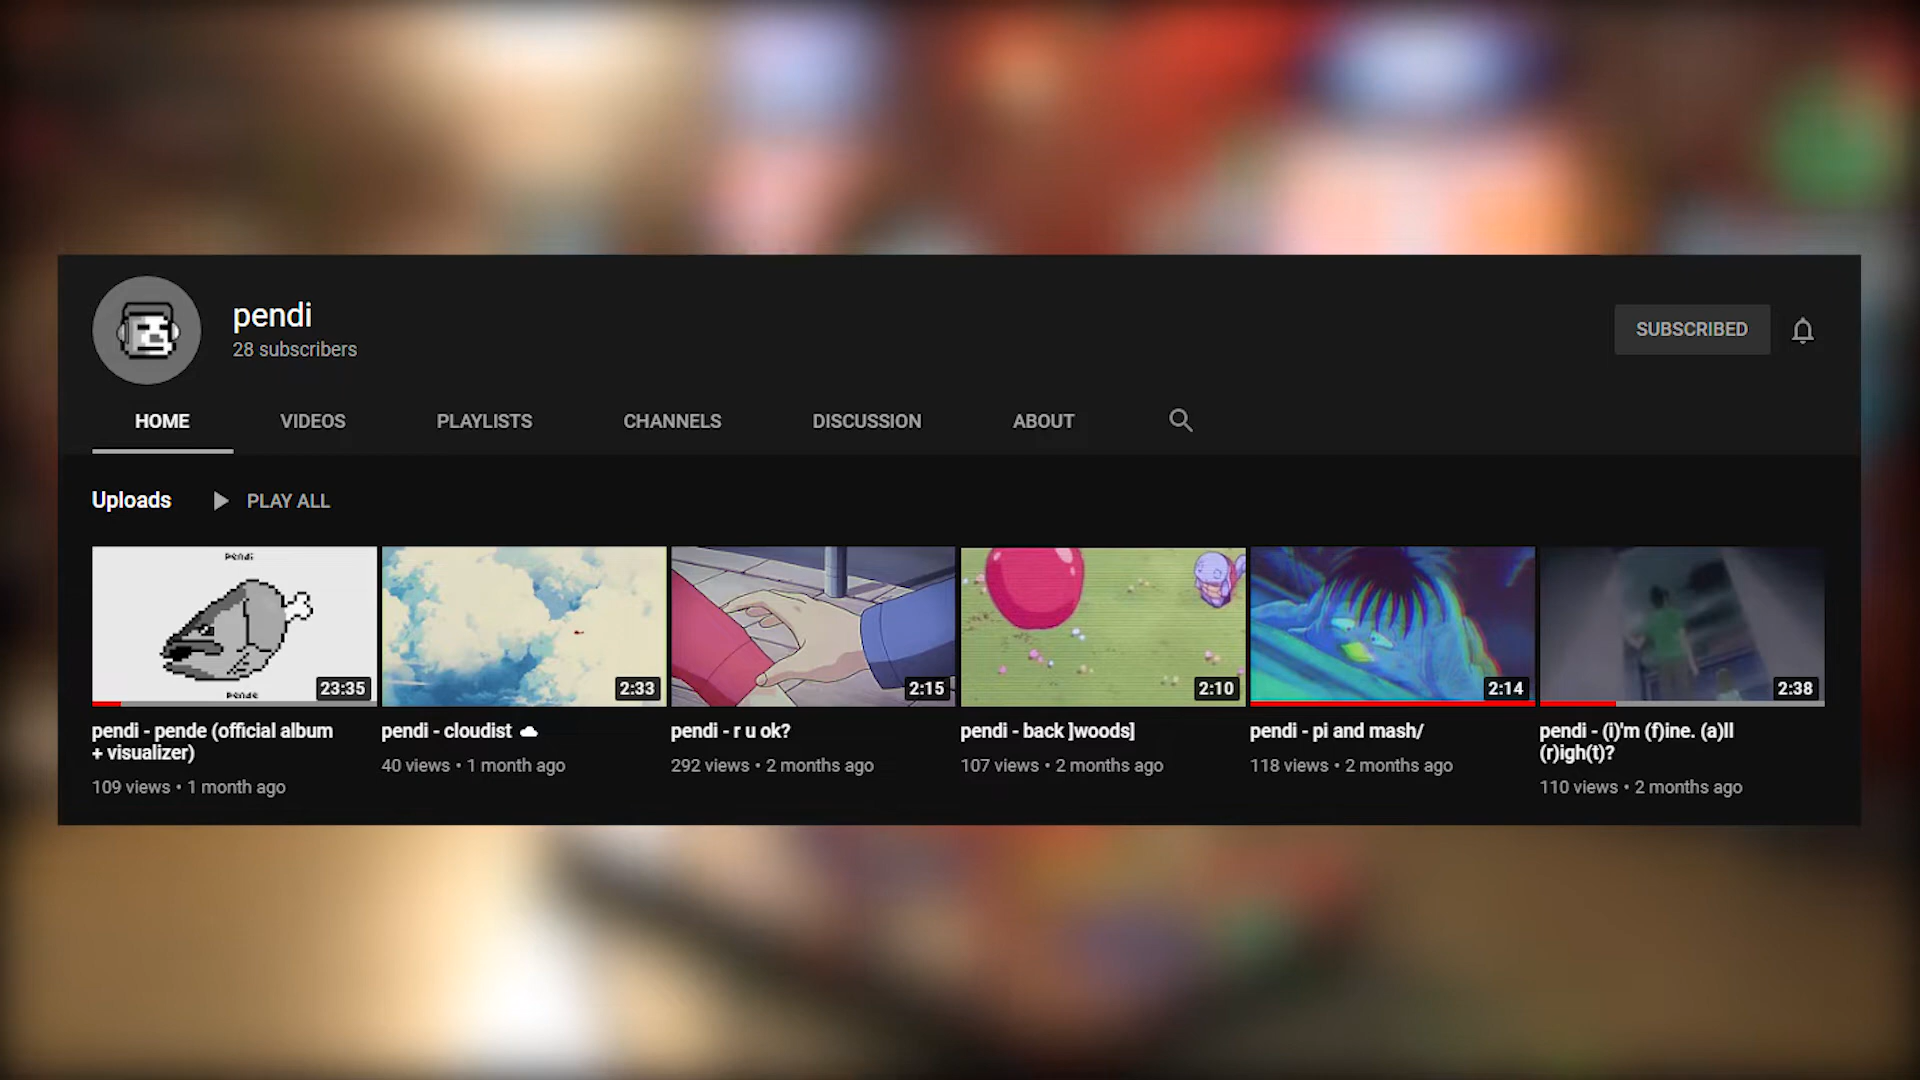 pendi
28 subscribers
SUBSCRIBED
HOME VIDEOS PLAYLISTS CHANNELS DISCUSSION ABOUT
Uploads PLAY ALL
pendi
pende
23:35
2:33
2:15
2:10
2:14
2:38
pendi - pende (official album
+ visualizer)
109 views • 1 month ago
pendi - cloudist ☁
40 views • 1 month ago
pendi - r u ok?
292 views • 2 months ago
pendi - back ]woods]
107 views • 2 months ago
pendi - pi and mash/
118 views • 2 months ago
pendi - (i)'m (f)ine. (a)ll
(r)igh(t)?
110 views • 2 months ago